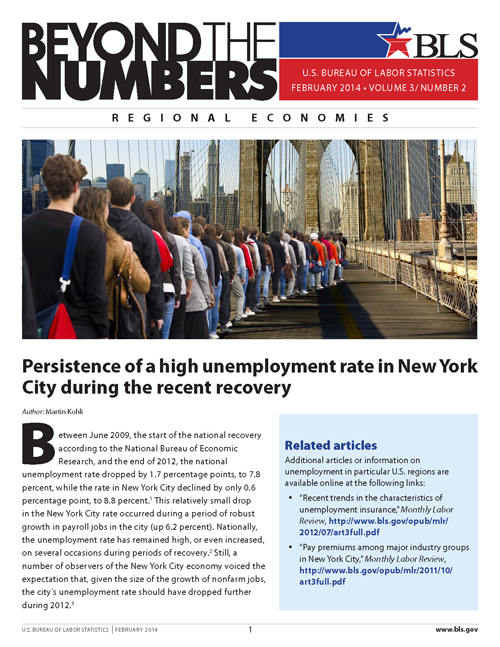 BEYOND THE
NUMBERS
BLS
U.S. BUREAU OF LABOR STATISTICS
FEBRUARY 2014 • VOLUME 3/ NUMBER 2
REGIONAL ECONOMIES
Persistence of a high unemployment rate in New York
City during the recent recovery
Author: Martin Kohli
Between June 2009, the start of the national recovery
according to the National Bureau of Economic
Research, and the end of 2012, the national
unemployment rate dropped by 1.7 percentage points, to 7.8
percent, while the rate in New York City declined by only 0.6
percentage point, to 8.8 percent.1 This relatively small drop
in the New York City rate occurred during a period of robust
growth in payroll jobs in the city (up 6.2 percent). Nationally,
the unemployment rate has remained high, or even increased,
on several occasions during periods of recovery.2 Still, a
number of observers of the New York City economy voiced the
expectation that, given the size of the growth of nonfarm jobs,
the city's unemployment rate should have dropped further
during 2012.3
Related articles
Additional articles or information on
unemployment in particular U.S. regions are
available online at the following links:
• "Recent trends in the characteristics of
unemployment insurance," Monthly Labor
Review, http://www.bls.gov/opub/mlr/
2012/07/art3full.pdf
• "Pay premiums among major industry groups
in New York City," Monthly Labor Review,
http://www.bls.gov/opub/mlr/2011/10/
art3full.pdf
U.S. BUREAU OF LABOR STATISTICS | FEBRUARY 2014
1
www.bls.gov